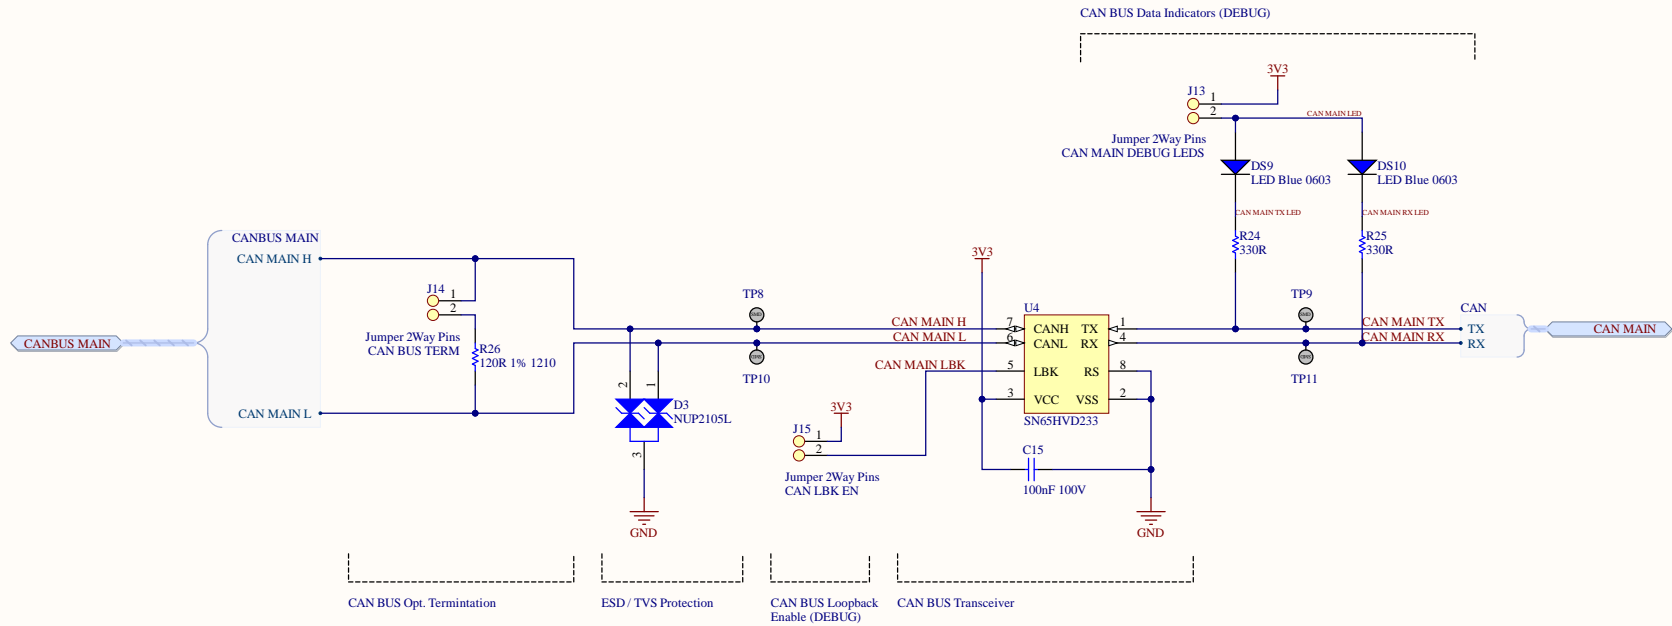 CAN BUS Data Indicators (DEBUG)
3V3
J13
1
2
CAN MAIN LED
Jumper 2Way Pins
CAN MAIN DEBUG LEDS
DS9
LED Blue 0603
DS10
LED Blue 0603
CAN MAIN TX LED
CAN MAIN RX LED
R24
330R
R25
330R
CANBUS MAIN
CAN MAIN H
CAN MAIN L
CANBUS MAIN
J14
1
2
Jumper 2Way Pins
CAN BUS TERM
R26
120R 1% 1210
TP8
TP10
2
1
3
D3
NUP2105L
GND
CAN MAIN H
CAN MAIN L
CAN MAIN LBK
3V3
J15
1
2
Jumper 2Way Pins
CAN LBK EN
3V3
U4
7
6
5
3
CANH
CANL
LBK
VCC
TX
RX
RS
VSS
1
4
8
2
SN65HVD233
C15
100nF 100V
GND
TP9
TP11
CAN MAIN TX
CAN MAIN RX
CAN
TX
RX
CAN MAIN
CAN BUS Opt. Termintation
ESD / TVS Protection
CAN BUS Loopback
Enable (DEBUG)
CAN BUS Transceiver